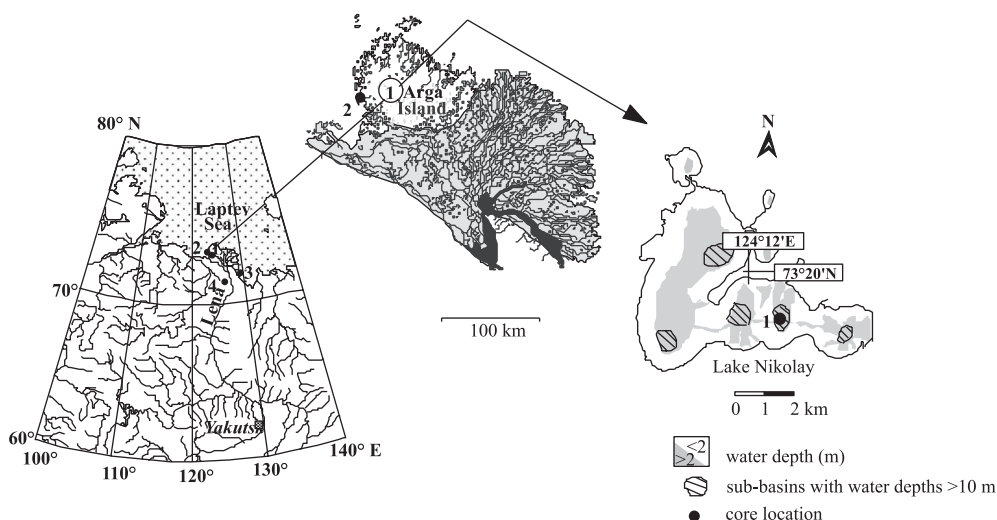 80° N
70°
60°
100°
110°
120°
130°
140° E
Laptev
Sea
2
1
3
4
Lena
Yakutsk
1
Arga
Island
2
100 km
N
124°12'E
73°20'N
1
Lake Nikolay
0 1 2 km
<2
>2
water depth (m)
sub-basins with water depths >10 m
core location